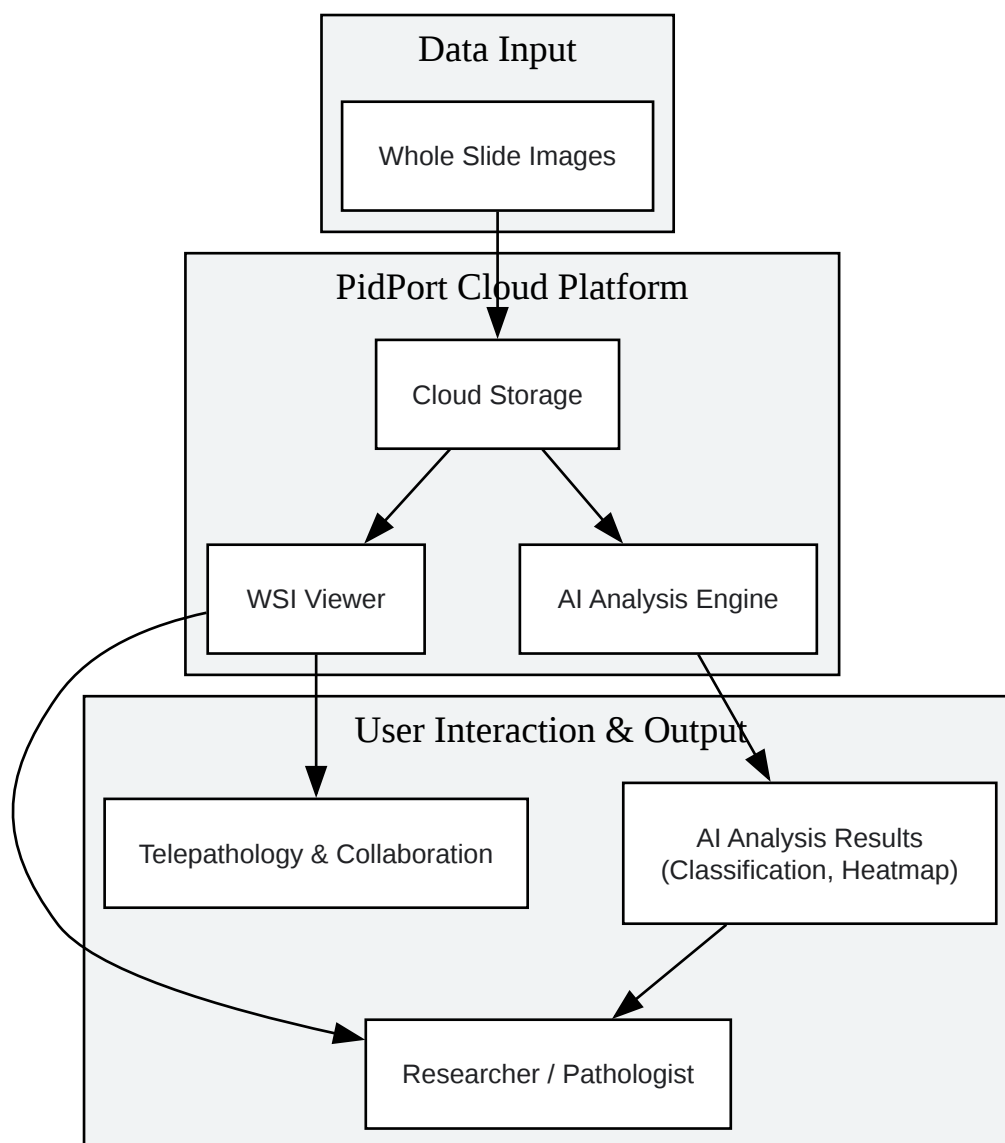 Data Input
Whole Slide Images
PidPort Cloud Platform
Cloud Storage
WSI Viewer
AI Analysis Engine
User Interaction & Output
Telepathology & Collaboration
AI Analysis Results
(Classification, Heatmap)
Researcher / Pathologist